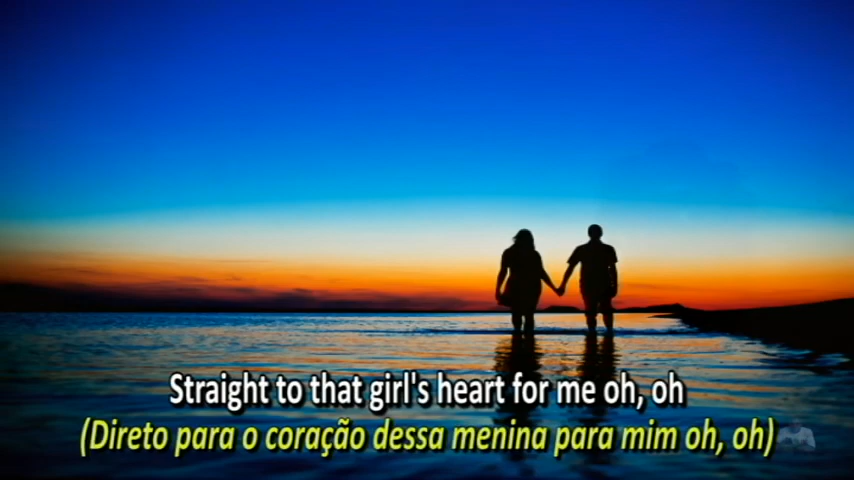 Straight to that girl's heart for me oh, oh
(Direto para o coração dessa menina para mim oh, oh)